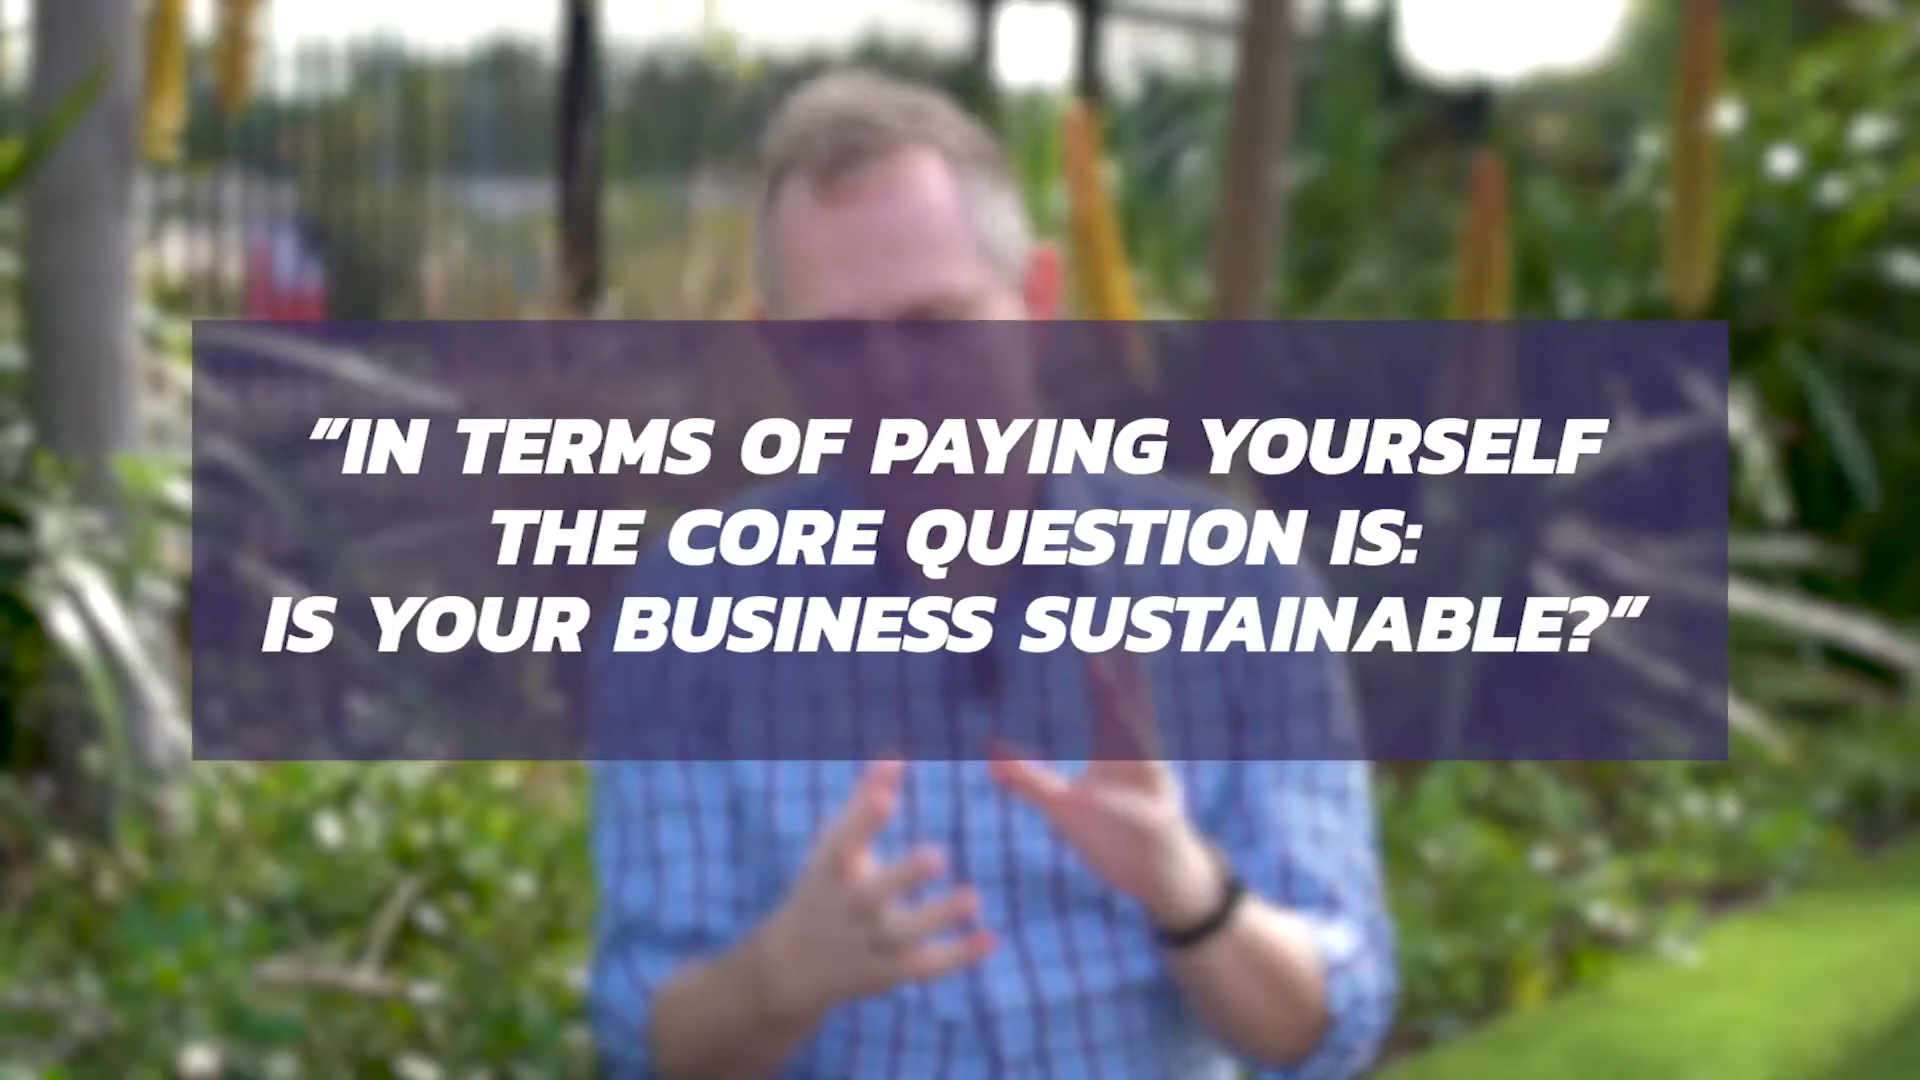 "IN TERMS OF PAYING YOURSELF
THE CORE QUESTION IS:
IS YOUR BUSINESS SUSTAINABLE?"